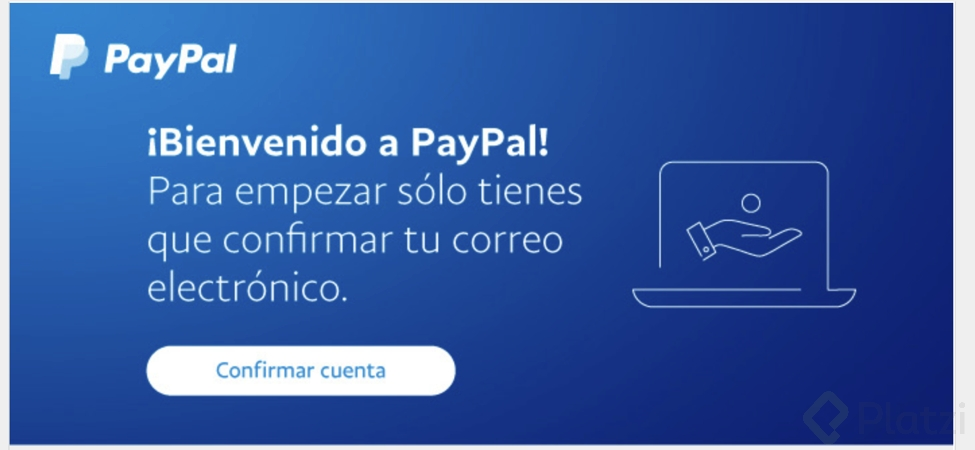 PayPal
¡Bienvenido a PayPal!
Para empezar sólo tienes
que confirmar tu correo
electrónico.
Confirmar cuenta
Platzi